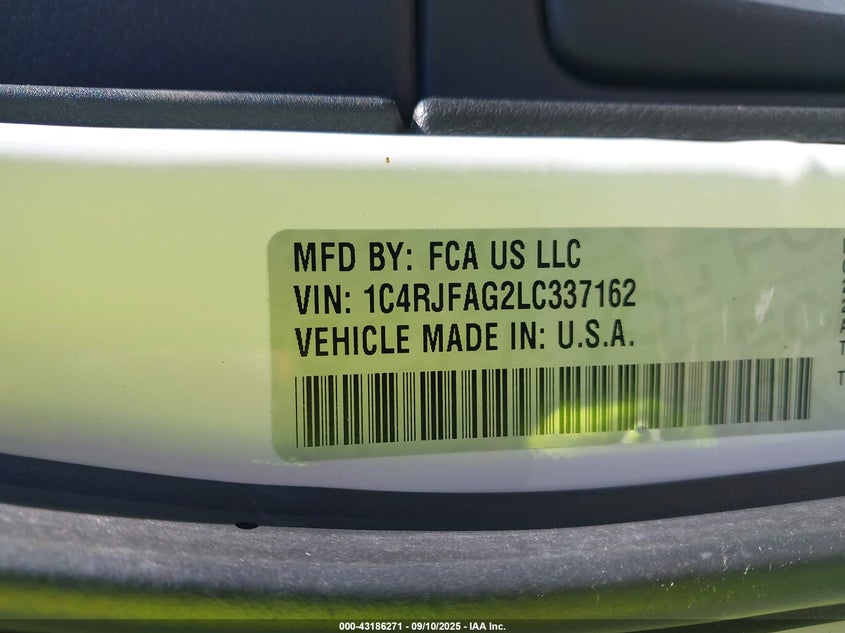 MFD BY: FCA US LLC
VIN: 1C4RJFAG2LC337162
VEHICLE MADE IN: U.S.A.
000-43186271 - 09/10/2025 - IAA Inc.